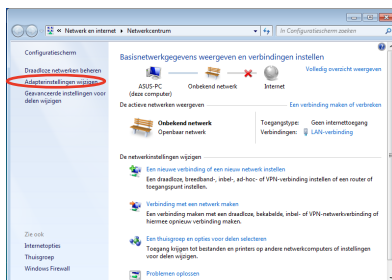 Netwerk en internet ▸ Netwerkcentrum
In Configuratiescherm zoeken
Configuratiescherm
Draadloze netwerken beheren
Adapterinstellingen wijzigen
Geavanceerde instellingen voor
delen wijzigen
Basisnetwerkgegevens weergeven en verbindingen instellen
Volledig overzicht weergeven
ASUS-PC
(deze computer)
Onbekend netwerk
Internet
De actieve netwerken weergeven
Een verbinding maken of verbreken
Onbekend netwerk
Openbaar netwerk
Toegangstype: Geen internettoegang
Verbindingen: LAN-verbinding
De netwerkinstellingen wijzigen
Een nieuwe verbinding of een nieuw netwerk instellen
Een draadloze, breedband-, inbel-, ad-hoc- of VPN-verbinding instellen of een router of
toegangspunt instellen.
Verbinding met een netwerk maken
Een verbinding maken met een draadloze, bekabelde, inbel- of VPN-netwerkverbinding of
hiermee opnieuw verbinding maken.
Een thuisgroep en opties voor delen selecteren
Toegang krijgen tot bestanden en printers op andere netwerkcomputers of instellingen
voor delen wijzigen.
Problemen oplossen
Zie ook
Internetopties
Thuisgroep
Windows Firewall